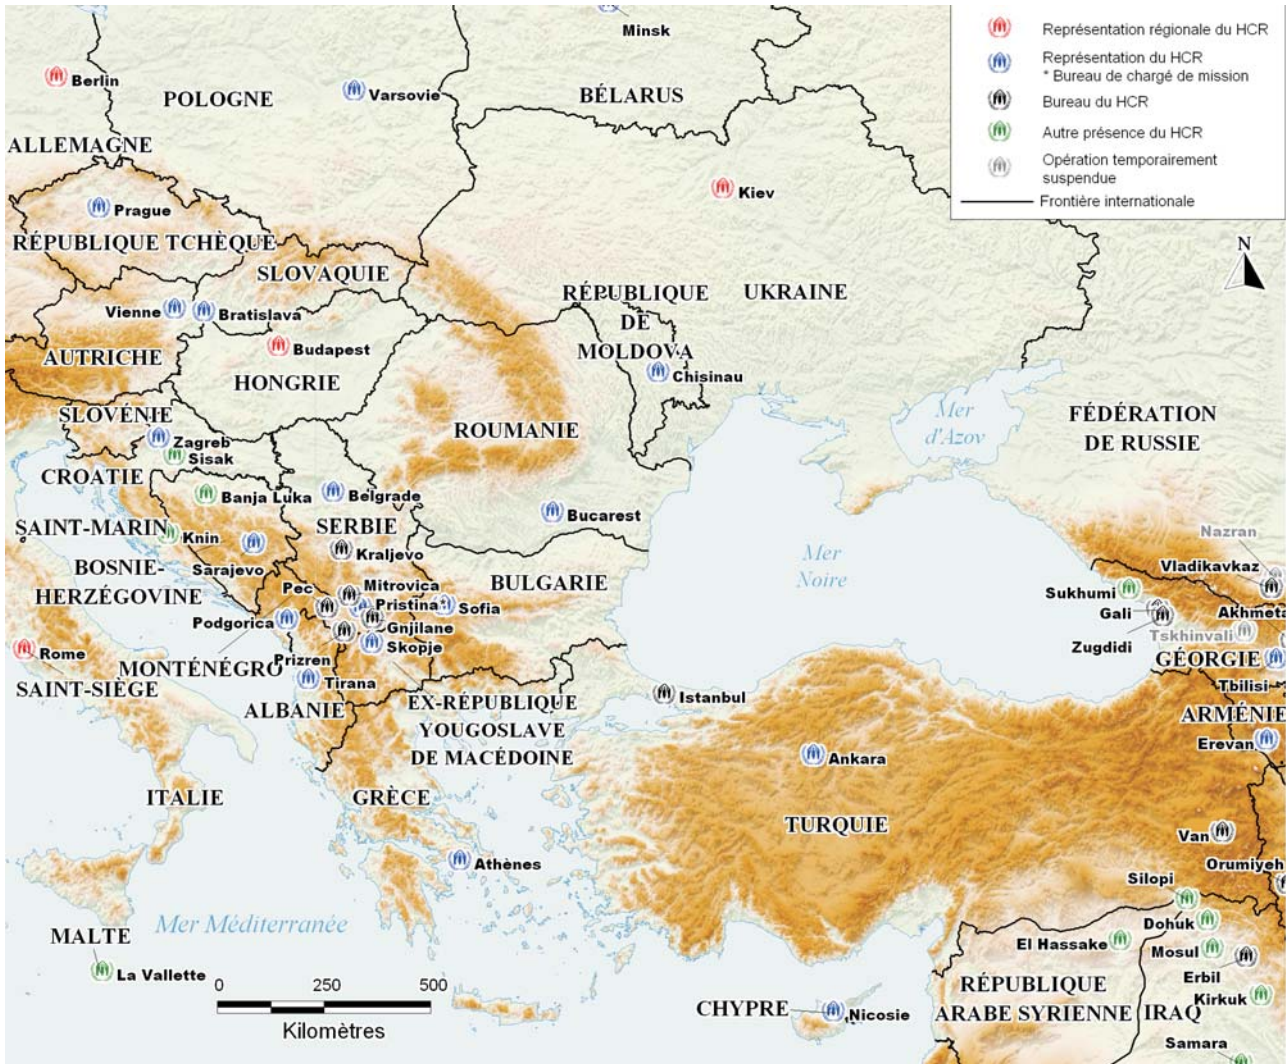 Représentation régionale du HCR
Représentation du HCR
* Bureau de chargé de mission
Bureau du HCR
Autre présence du HCR
Opération temporairement
suspendue
Frontière internationale
N
Minsk
Berlin
POLOGNE
Varsovie
BÉLARUS
ALLEMAGNE
Kiev
Prague
RÉPUBLIQUE TCHÈQUE
SLOVAQUIE
RÉPUBLIQUE
DE
MOLDOVA
UKRAINE
Vienne
Bratislava
AUTRICHE
Budapest
HONGRIE
Chisinau
SLOVÉNIE
ROUMANIE
Mer
d'Azov
FÉDÉRATION
DE RUSSIE
Zagreb
Sisak
CROATIE
Banja Luka
Belgrade
Bucarest
SAINT-MARIN
Knin
SERBIE
Kraljevo
Mer
Noire
Nazran
Vladikavkaz
BOSNIE-
HERZÉGOVINE
Sarajevo
BULGARIE
Pec
Mitrovica
Pristina*
Sofia
Sukhumi
Gali
Akhmeta
Podgorica
Gnjilane
Skopje
Zugdidi
Tskhinvali
Rome
MONTÉNÉGRO
Prizren
GÉORGIE
SAINT-SIÈGE
Tirana
Tbilisi
ALBANIE
EX-RÉPUBLIQUE
YOUGOSLAVE
DE MACÉDOINE
Istanbul
ARMÉNIE
Erevan
Ankara
ITALIE
GRÈCE
TURQUIE
Van
Athènes
Orumiyeh
Silopi
Mer Méditerranée
Dohuk
MALTE
El Hassake
Mosul
La Vallette
Erbil
0 250 500
Kilomètres
RÉPUBLIQUE
ARABE SYRIENNE
Kirkuk
CHYPRE
Nicosie
IRAQ
Samara